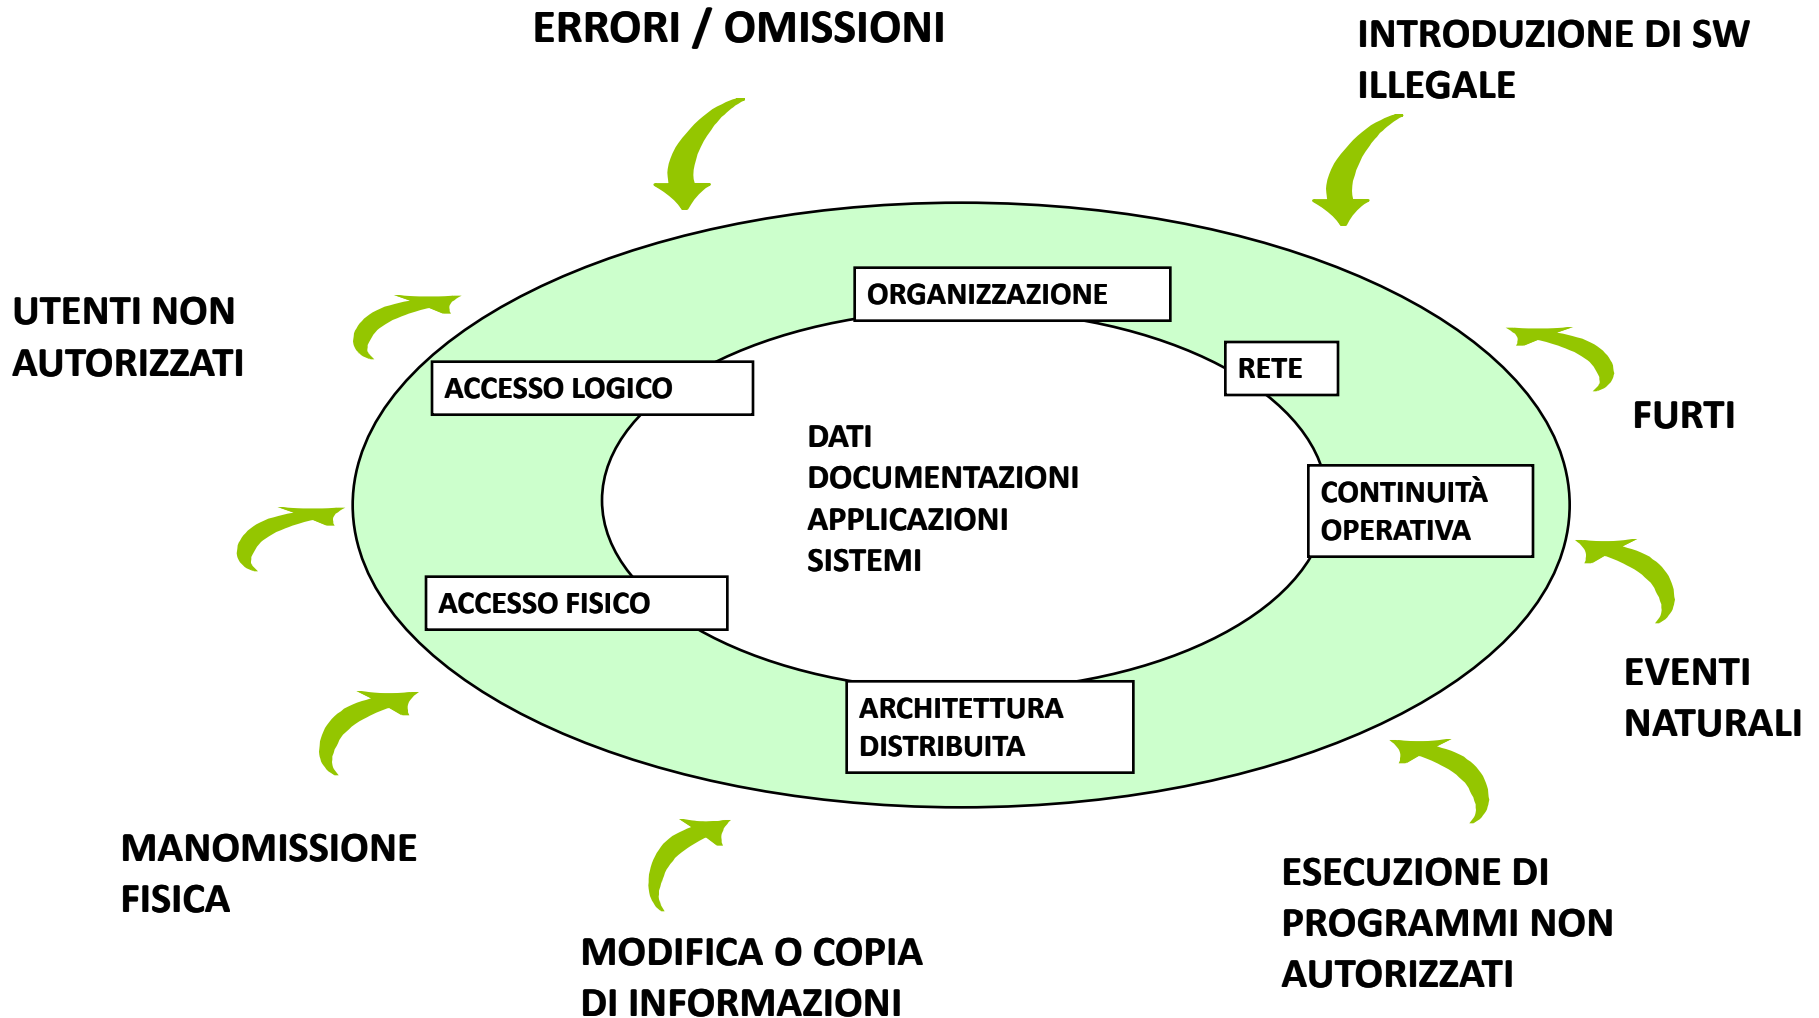 ERRORI / OMISSIONI
INTRODUZIONE DI SW
ILLEGALE
UTENTI NON
AUTORIZZATI
ORGANIZZAZIONE
RETE
ACCESSO LOGICO
FURTI
DATI
DOCUMENTAZIONI
APPLICAZIONI
SISTEMI
CONTINUITÀ
OPERATIVA
ACCESSO FISICO
EVENTI
NATURALI
ARCHITETTURA
DISTRIBUITA
MANOMISSIONE
FISICA
ESECUZIONE DI
PROGRAMMI NON
AUTORIZZATI
MODIFICA O COPIA
DI INFORMAZIONI